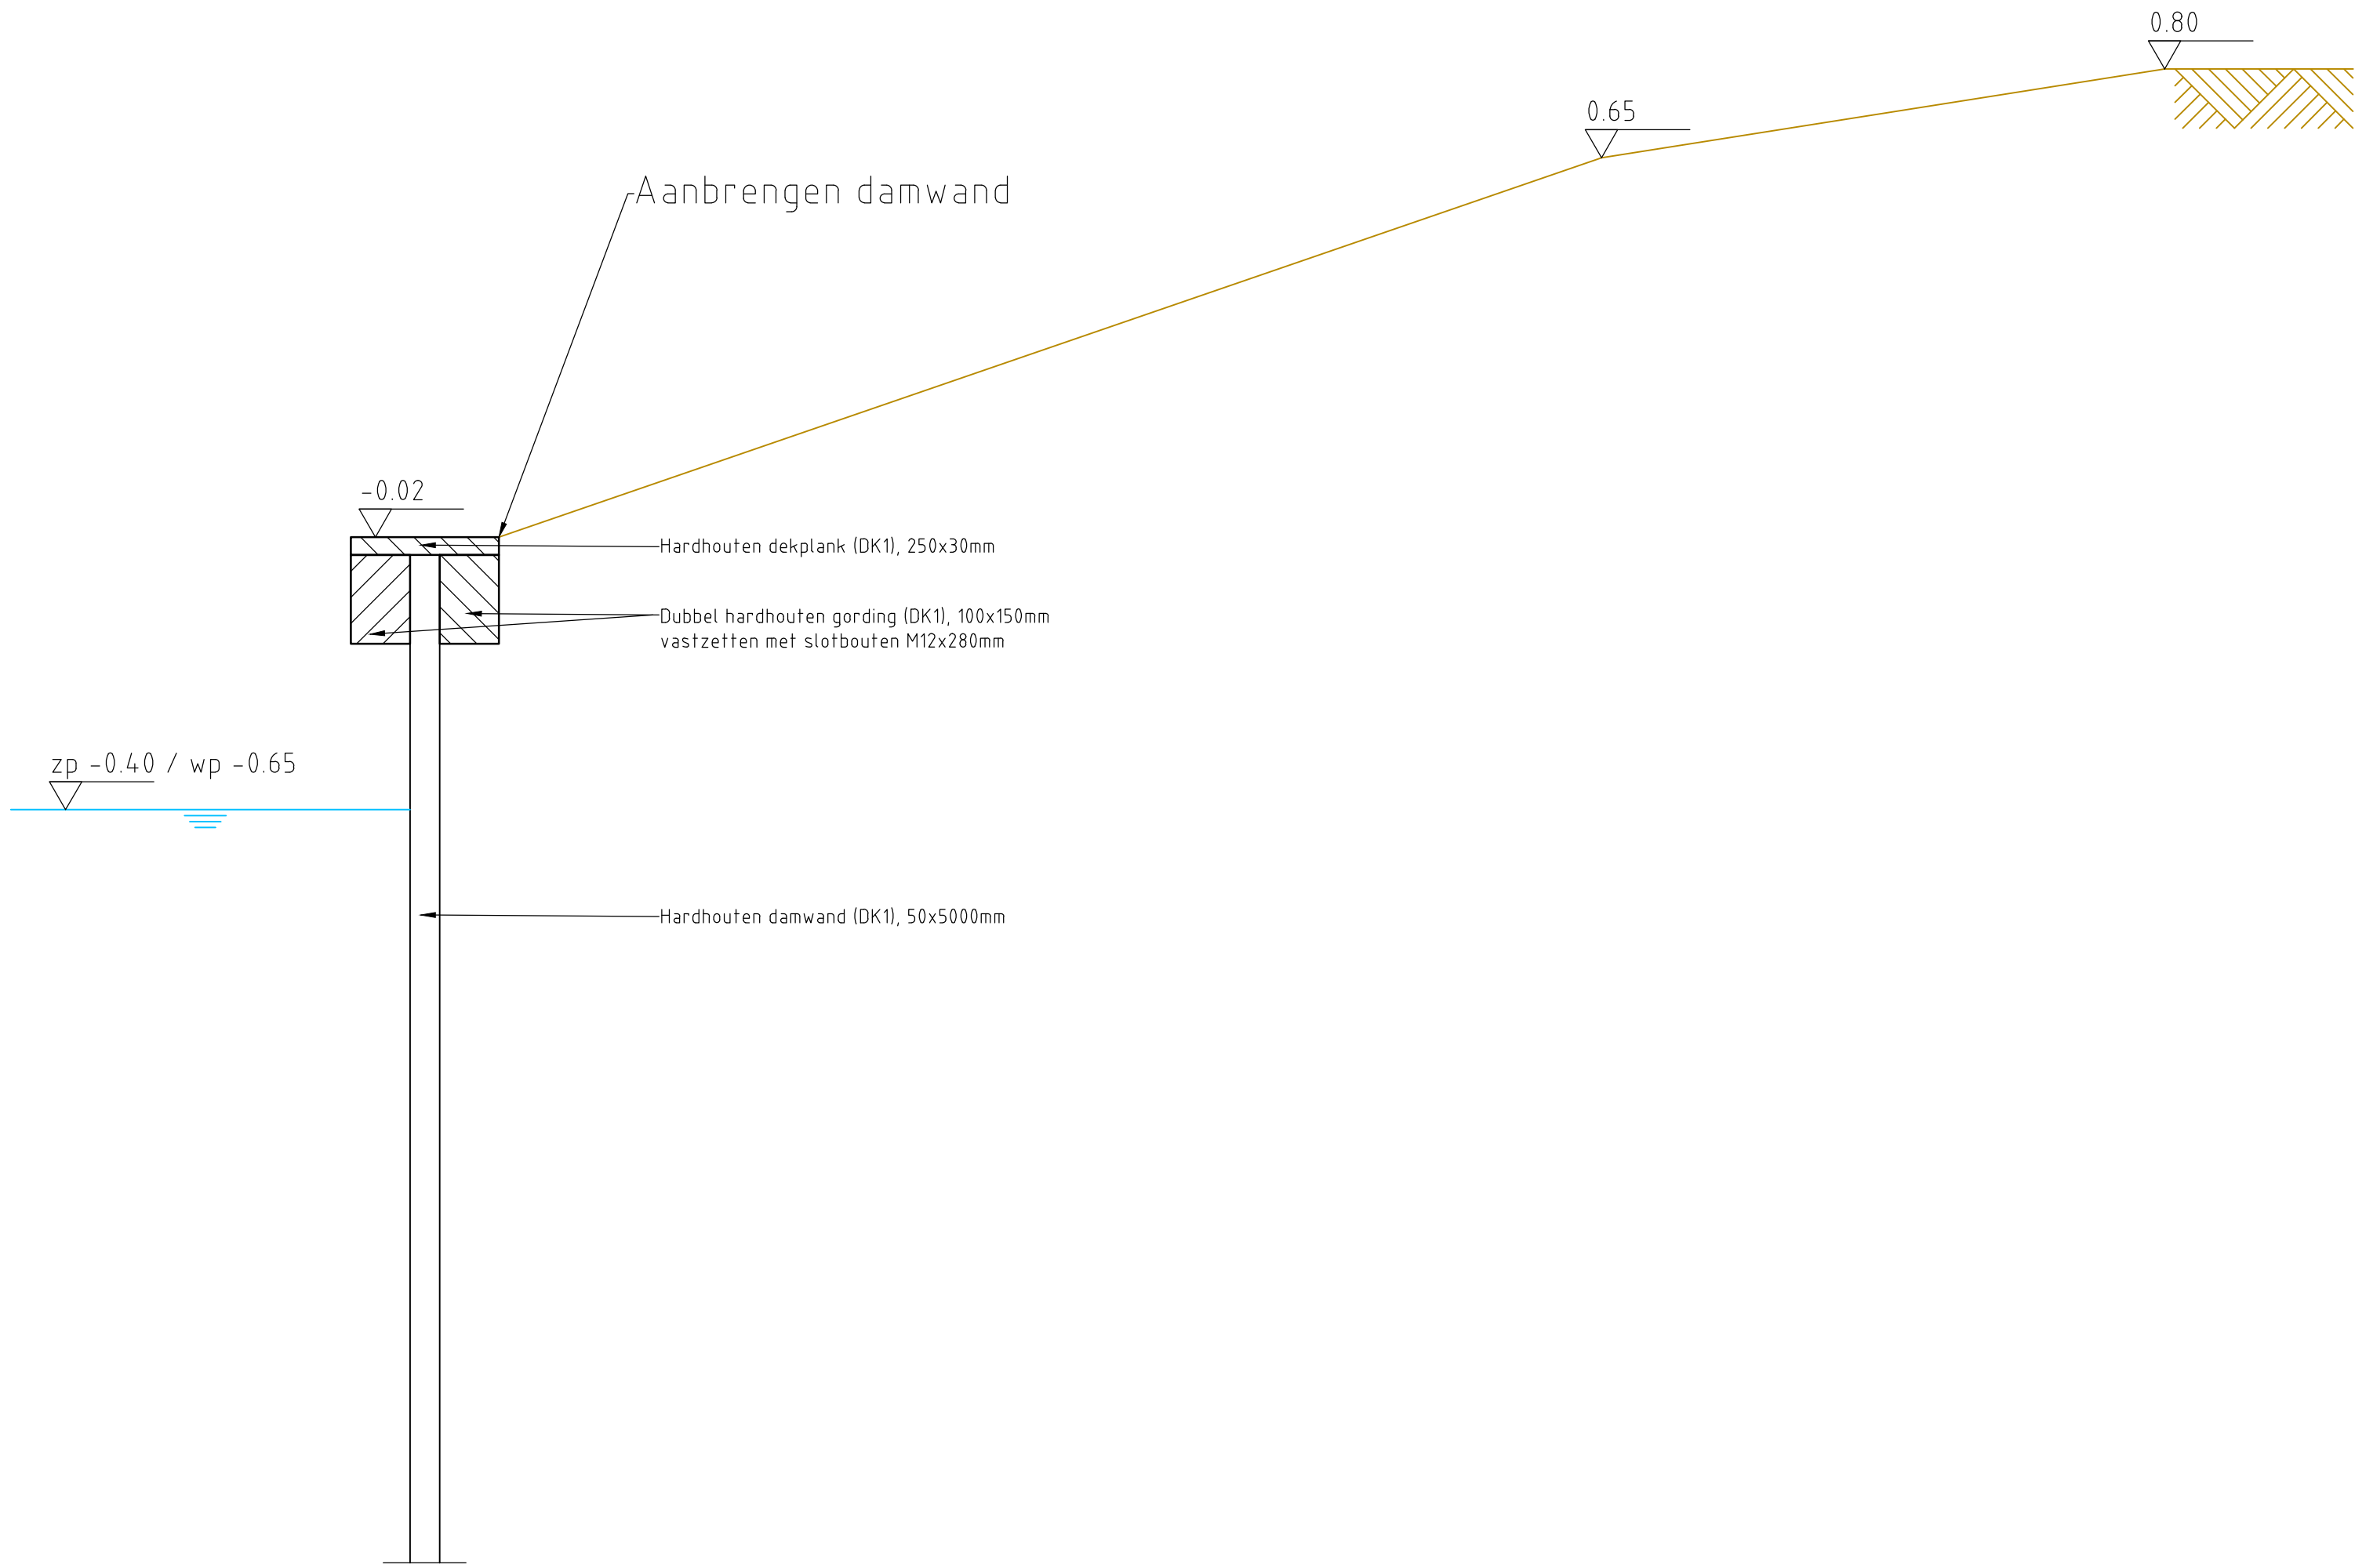 0.80
0.65
Aanbrengen damwand
-0.02
Hardhouten dekplank (DK1), 250x30mm
Dubbel hardhouten gording (DK1), 100x150mm
vastzetten met slotbouten M12x280mm
zp -0.40 / wp -0.65
Hardhouten damwand (DK1), 50x5000mm